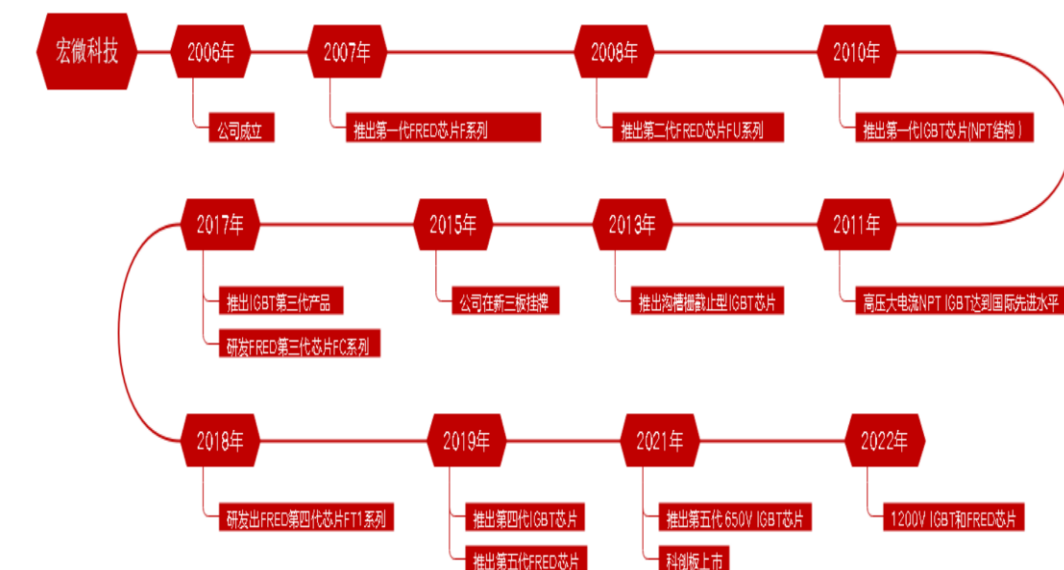 宏微科技
2006年
公司成立
2007年
推出第一代FRED芯片F系列
2008年
推出第二代FRED芯片FU系列
2010年
推出第一代IGBT芯片(NPT结构)
2011年
高压大电流NPT IGBT达到国际先进水平
2013年
推出沟槽栅截止型IGBT芯片
2015年
公司在新三板挂牌
2017年
推出IGBT第三代产品
研发FRED第三代芯片FC系列
2018年
研发出FRED第四代芯片FT1系列
2019年
推出第四代IGBT芯片
推出第五代FRED芯片
2021年
推出第五代 650V IGBT芯片
科创板上市
2022年
1200V IGBT和FRED芯片